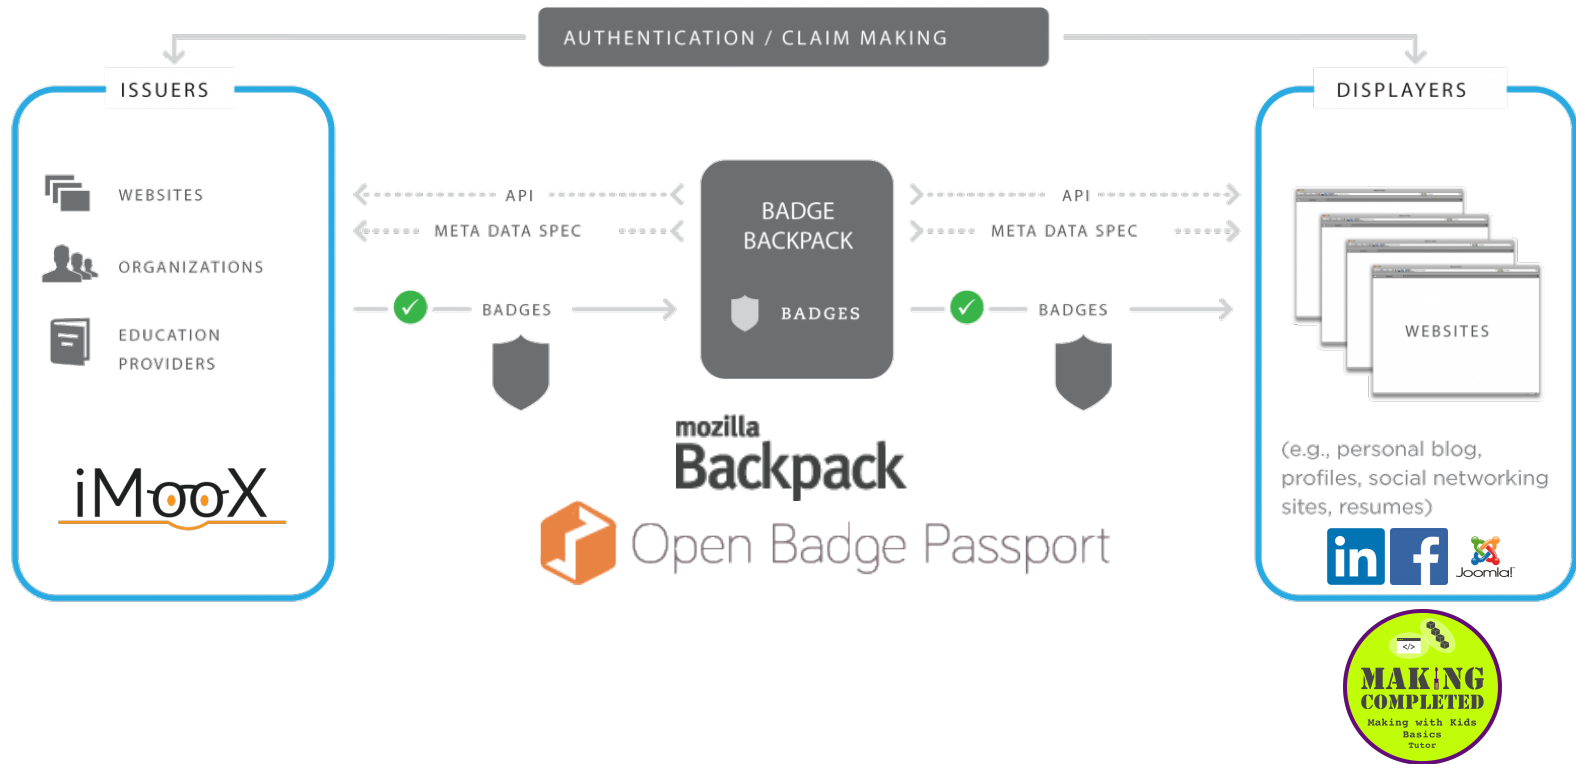 AUTHENTICATION / CLAIM MAKING
ISSUERS
WEBSITES
ORGANIZATIONS
EDUCATION
PROVIDERS
iMooX
API
META DATA SPEC
BADGES
BADGE
BACKPACK
BADGES
mozilla
Backpack
Open Badge Passport
API
META DATA SPEC
BADGES
DISPLAYERS
WEBSITES
(e.g., personal blog,
profiles, social networking
sites, resumes)
in f Joomla!
</>
MAKING
COMPLETED
Making with Kids
Basics
Tutor